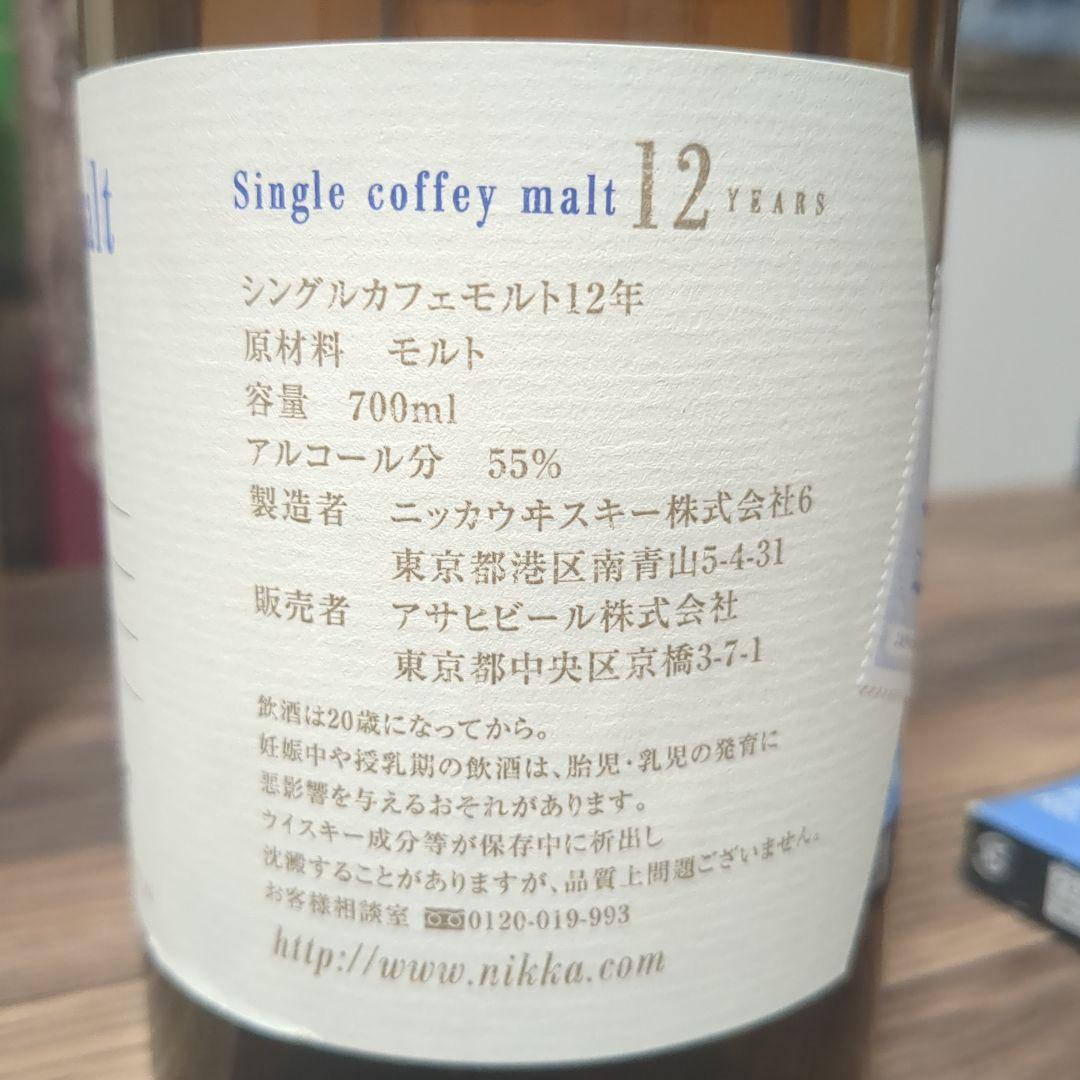 alt
Single coffey malt 12 YEARS
シングルカフェモルト12年
原材料 モルト
容量 700ml
アルコール分 55%
製造者 ニッカウヰスキー株式会社6
東京都港区南青山5-4-31
販売者 アサヒビール株式会社
東京都中央区京橋3-7-1
飲酒は20歳になってから。
妊娠中や授乳期の飲酒は、胎児・乳児の発育に
悪影響を与えるおそれがあります。
ウイスキー成分等が保存中に析出し
沈澱することがありますが、品質上問題ございません。
お客様相談室 0120-019-993
http://www.nikka.com